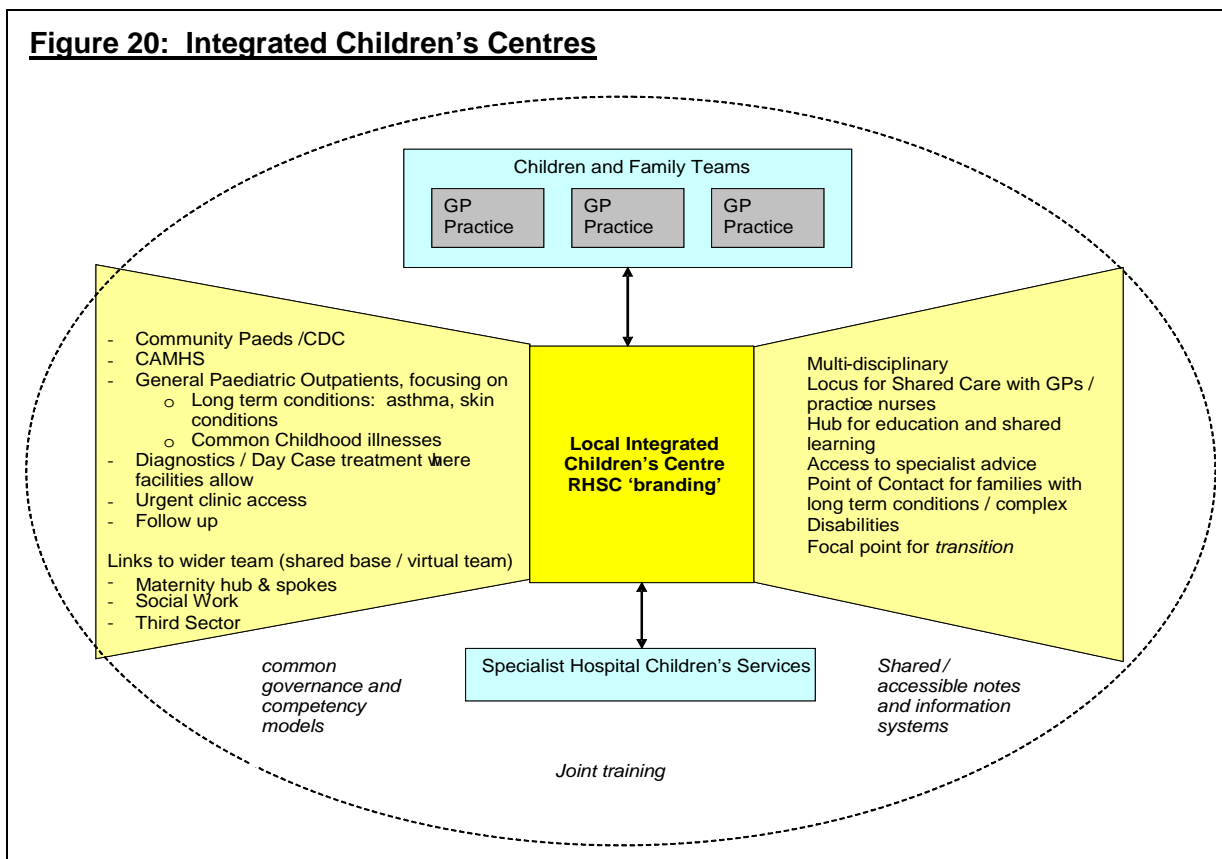 Figure 20: Integrated Children's Centres
Children and Family Teams
GP
Practice
GP
Practice
GP
Practice
- Community Paeds /CDC
- CAMHS
- General Paediatric Outpatients, focusing on
o Long term conditions: asthma, skin
conditions
o Common Childhood illnesses
- Diagnostics / Day Case treatment where
facilities allow
- Urgent clinic access
- Follow up
Links to wider team (shared base / virtual team)
- Maternity hub & spokes
- Social Work
- Third Sector
Local Integrated
Children's Centre
RHSC 'branding'
Multi-disciplinary
Locus for Shared Care with GPs /
practice nurses
Hub for education and shared
learning
Access to specialist advice
Point of Contact for families with
long term conditions / complex
Disabilities
Focal point for transition
Specialist Hospital Children's Services
common
governance and
competency
models
Shared /
accessible notes
and information
systems
Joint training